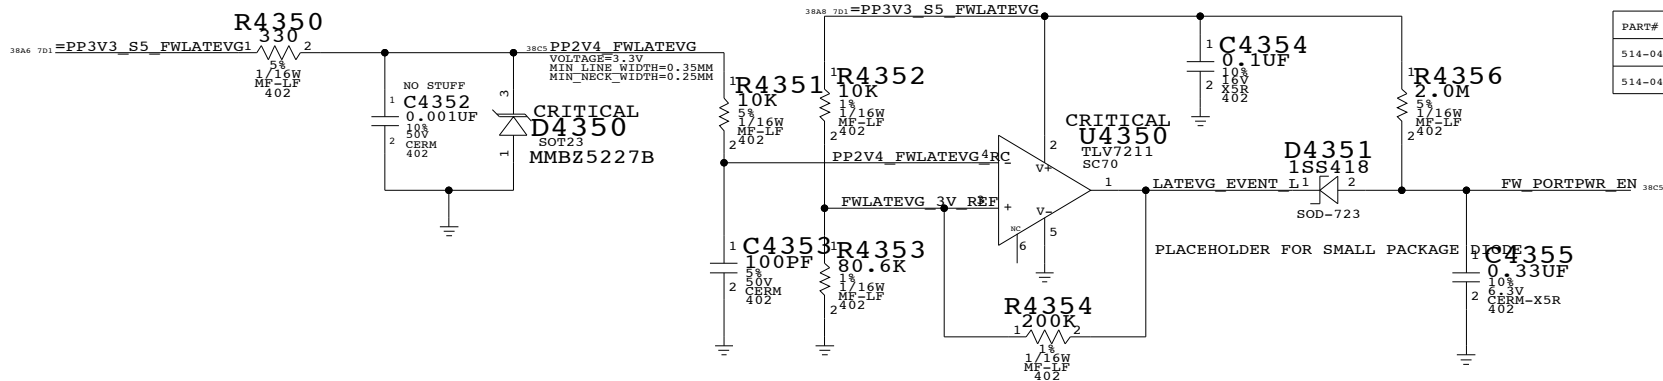 R4350
330
38A6 7D1 =PP3V3_S5_FWLATEVG
1
2
5%
1/16W
MF-LF
402
NO STUFF
1
C4352
0.001UF
10%
50V
CERM
402
2
3
CRITICAL
D4350
SOT23
MMBZ5227B
1
38C5 PP2V4_FWLATEVG
VOLTAGE=3.3V
MIN_LINE_WIDTH=0.35MM
MIN_NECK_WIDTH=0.25MM
1
R4351
10K
5%
1/16W
MF-LF
402
2
38A8 7D1 =PP3V3_S5_FWLATEVG
1
R4352
10K
1%
1/16W
MF-LF
402
2
PP2V4_FWLATEVG_RC
4
FWLATEVG_3V_REF
3
1
C4353
100PF
5%
50V
CERM
402
2
1
R4353
80.6K
1%
1/16W
MF-LF
402
2
CRITICAL
U4350
TLV7211
SC70
2
V+
-
+
V-
NC
6
5
1
R4354
1
200K
2
1%
1/16W
MF-LF
402
1
C4354
0.1UF
10%
16V
X5R
402
2
LATEVG_EVENT_L
D4351
1SS418
1
2
SOD-723
PLACEHOLDER FOR SMALL PACKAGE DIODE
1
R4356
2.0M
5%
1/16W
MF-LF
402
2
FW_PORTPWR_EN 38C5
1
C4355
0.33UF
10%
6.3V
CERM-X5R
402
2
PART#
514-04
514-04